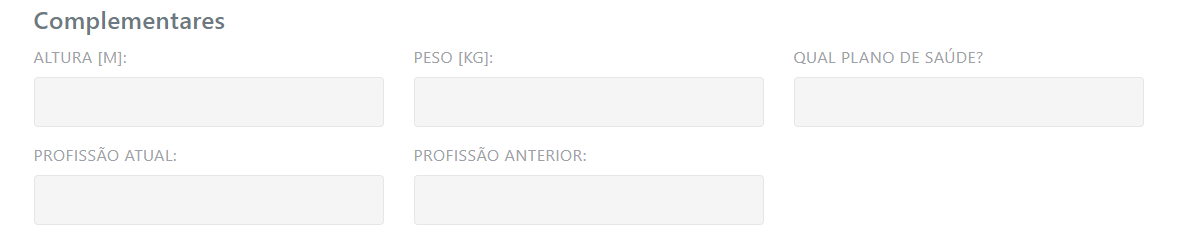 Complementares
ALTURA [M]:
PESO [KG]:
QUAL PLANO DE SAÚDE?
PROFISSÃO ATUAL:
PROFISSÃO ANTERIOR: